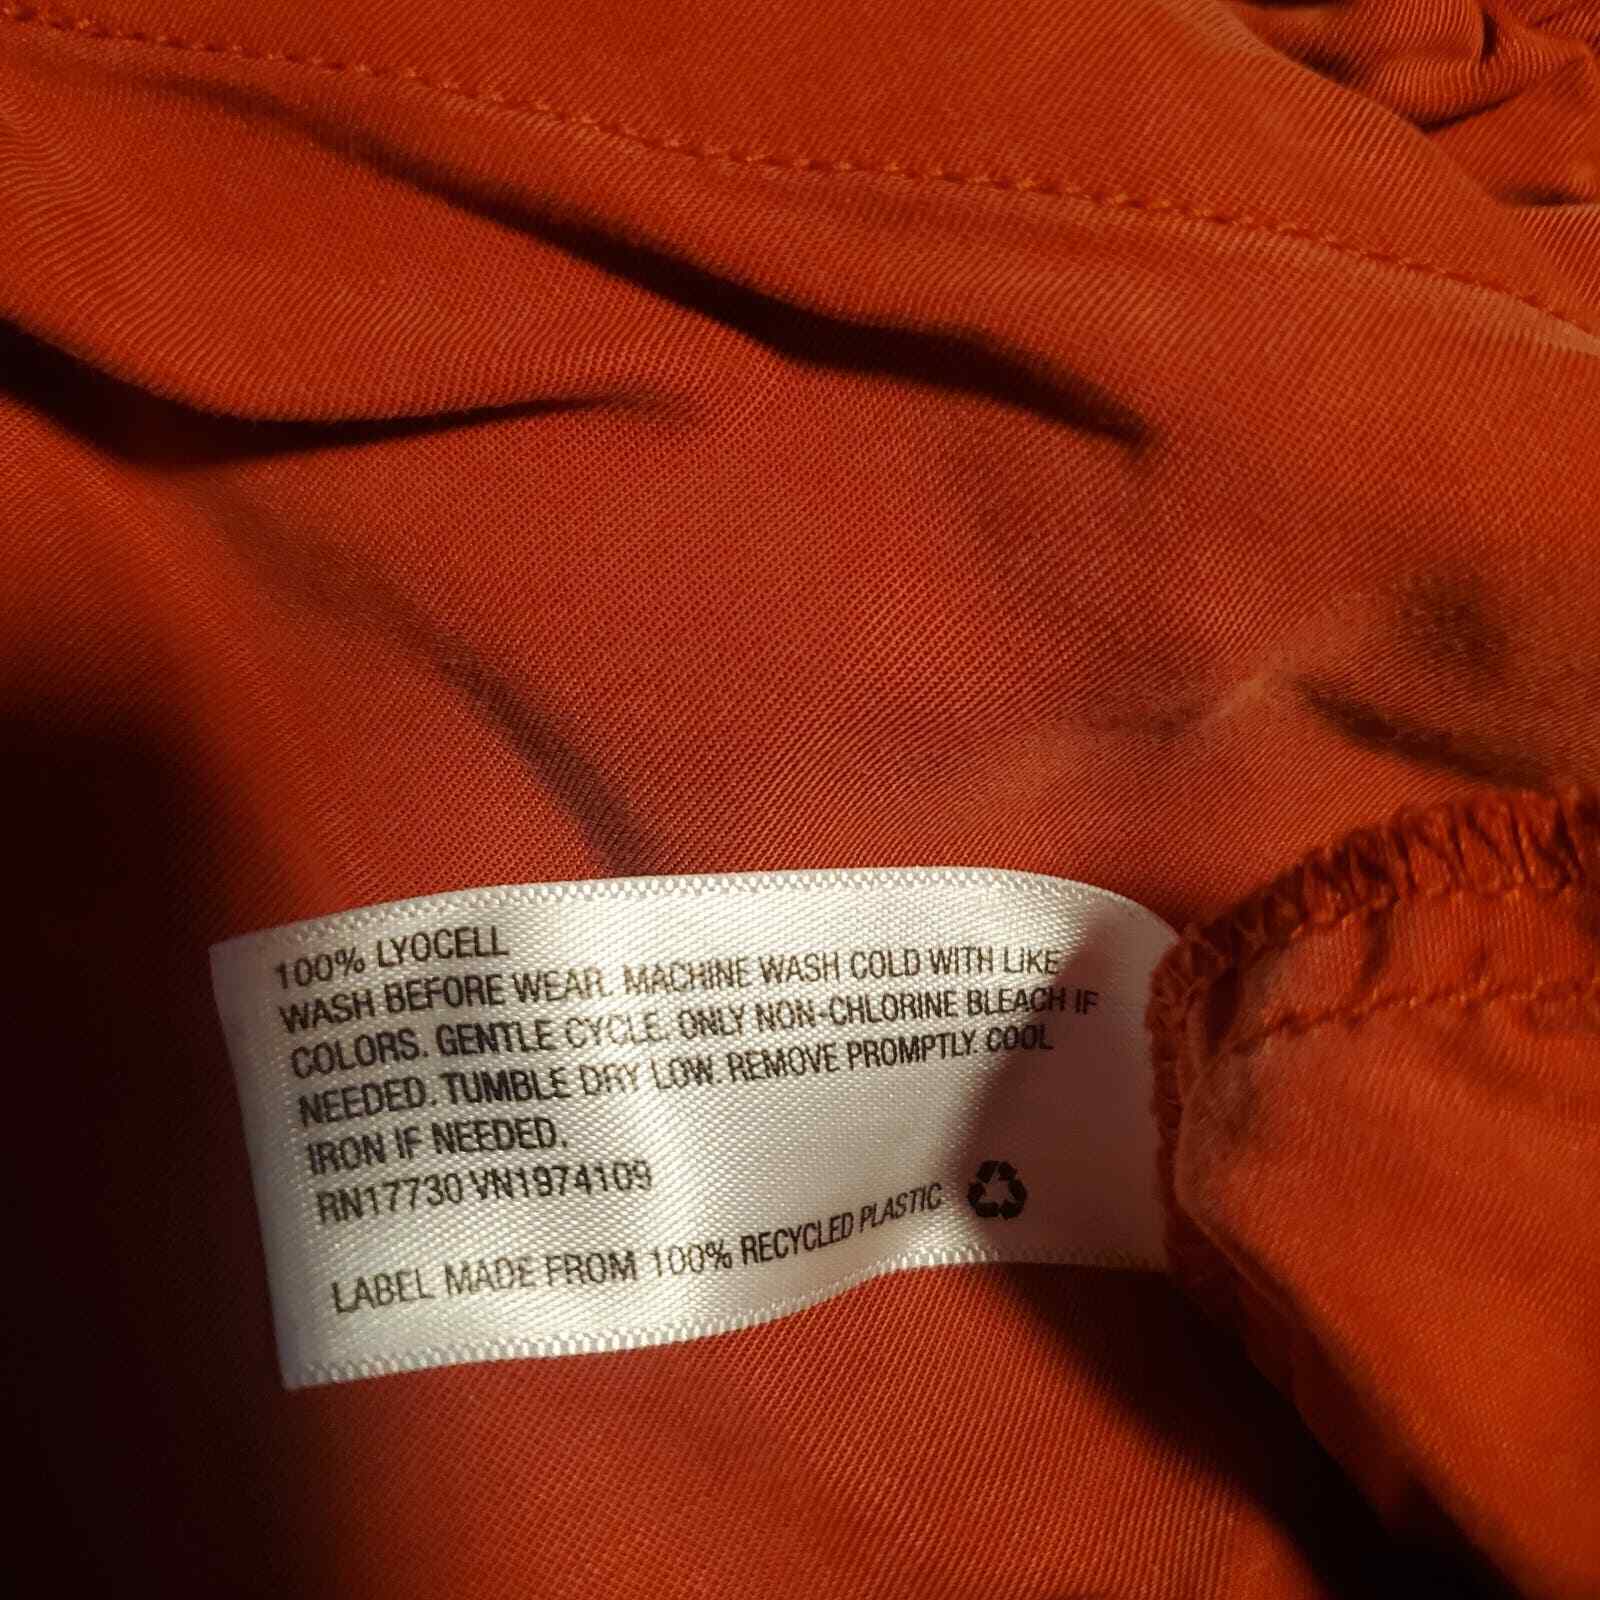 100% LYOCELL
WASH BEFORE WEAR. MACHINE WASH COLD WITH LIKE
COLORS. GENTLE CYCLE. ONLY NON-CHLORINE BLEACH IF
NEEDED. TUMBLE DRY LOW. REMOVE PROMPTLY. COOL
IRON IF NEEDED.
RN17730 VN1974109
LABEL MADE FROM 100% RECYCLED PLASTIC